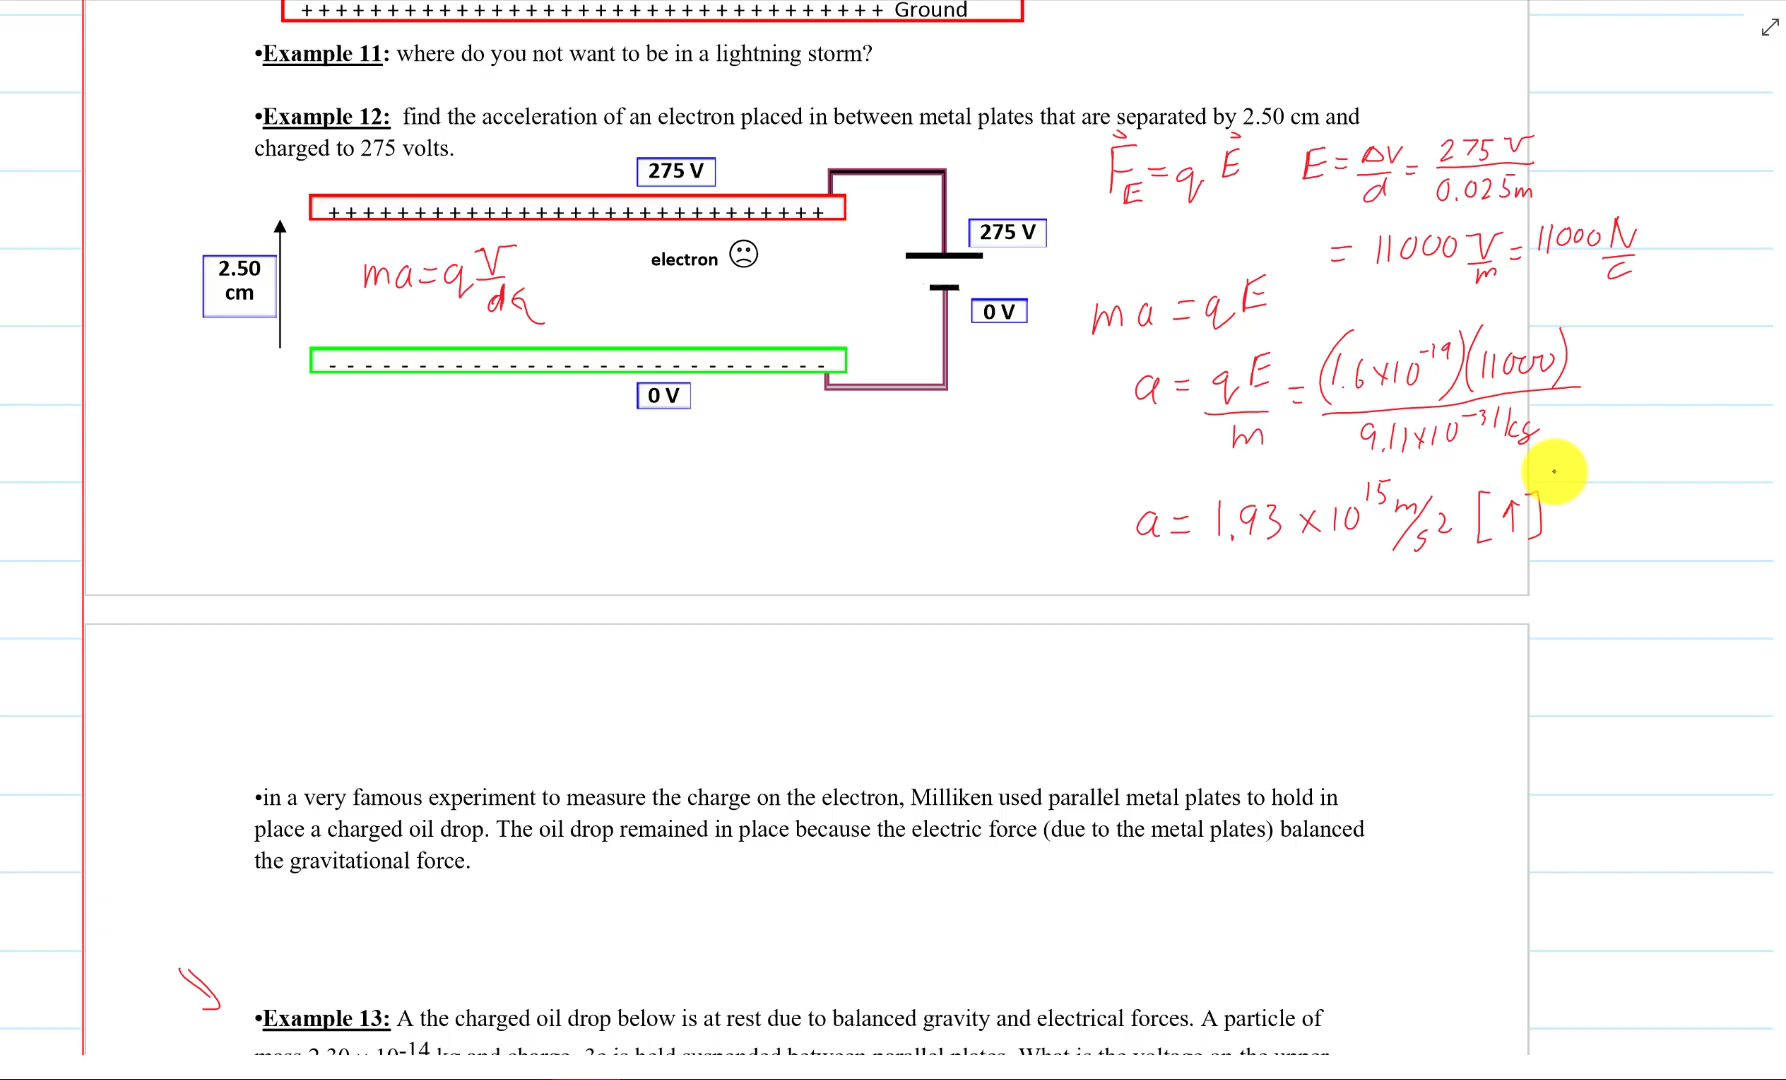 + + + + + + + + + + + + + + + + + + + + + + + + + + + + + + + + + + Ground
•Example 11: where do you not want to be in a lightning storm?
•Example 12: find the acceleration of an electron placed in between metal plates that are separated by 2.50 cm and
charged to 275 volts.
275 V
+ + + + + + + + + + + + + + + + + + + + + + + + + + + + +
2.50
cm
electron
ma = q V/d
- - - - - - - - - - - - - - - - - - - - - - - - - - - -
0 V
275 V
0 V
F_E = q E
E = ΔV/d = 275 V / 0.025m
= 11000 V/m = 11000 N/C
ma = qE
a = qE/m = (1.6×10^-19)(11000) / 9.11×10^-31 kg
a = 1.93 × 10^15 m/s2 [↑]
•in a very famous experiment to measure the charge on the electron, Milliken used parallel metal plates to hold in
place a charged oil drop. The oil drop remained in place because the electric force (due to the metal plates) balanced
the gravitational force.
•Example 13: A the charged oil drop below is at rest due to balanced gravity and electrical forces. A particle of